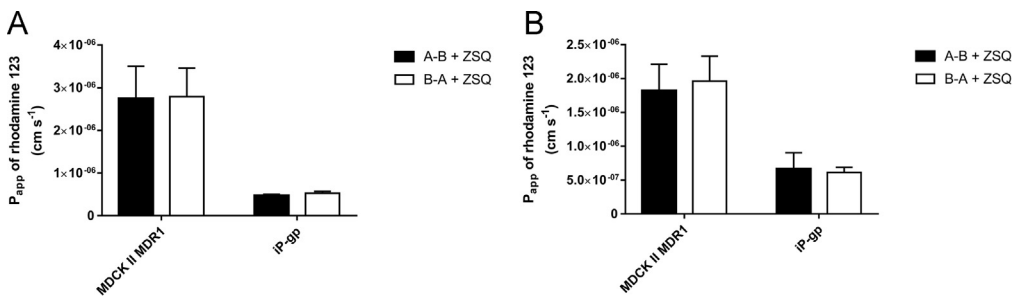 A
P_app of rhodamine 123
(cm s⁻¹)
4×10⁻⁰⁶
3×10⁻⁰⁶
2×10⁻⁰⁶
1×10⁻⁰⁶
0
MDCK II MDR1
iP-gp
A-B + ZSQ
B-A + ZSQ
B
P_app of rhodamine 123
(cm s⁻¹)
2.5×10⁻⁰⁶
2.0×10⁻⁰⁶
1.5×10⁻⁰⁶
1.0×10⁻⁰⁶
5.0×10⁻⁰⁷
0
MDCK II MDR1
iP-gp
A-B + ZSQ
B-A + ZSQ